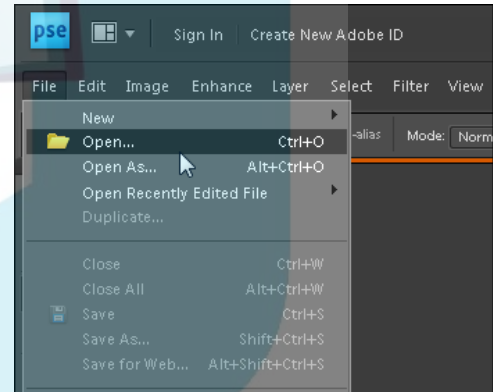 pse Sign In Create New Adobe ID
File Edit Image Enhance Layer Select Filter View
New
Open... Ctrl+O
-alias Mode: Norm
Open As... Alt+Ctrl+O
Open Recently Edited File
Duplicate...
Close Ctrl+W
Close All Alt+Ctrl+W
Save Ctrl+S
Save As... Shift+Ctrl+S
Save for Web... Alt+Shift+Ctrl+S